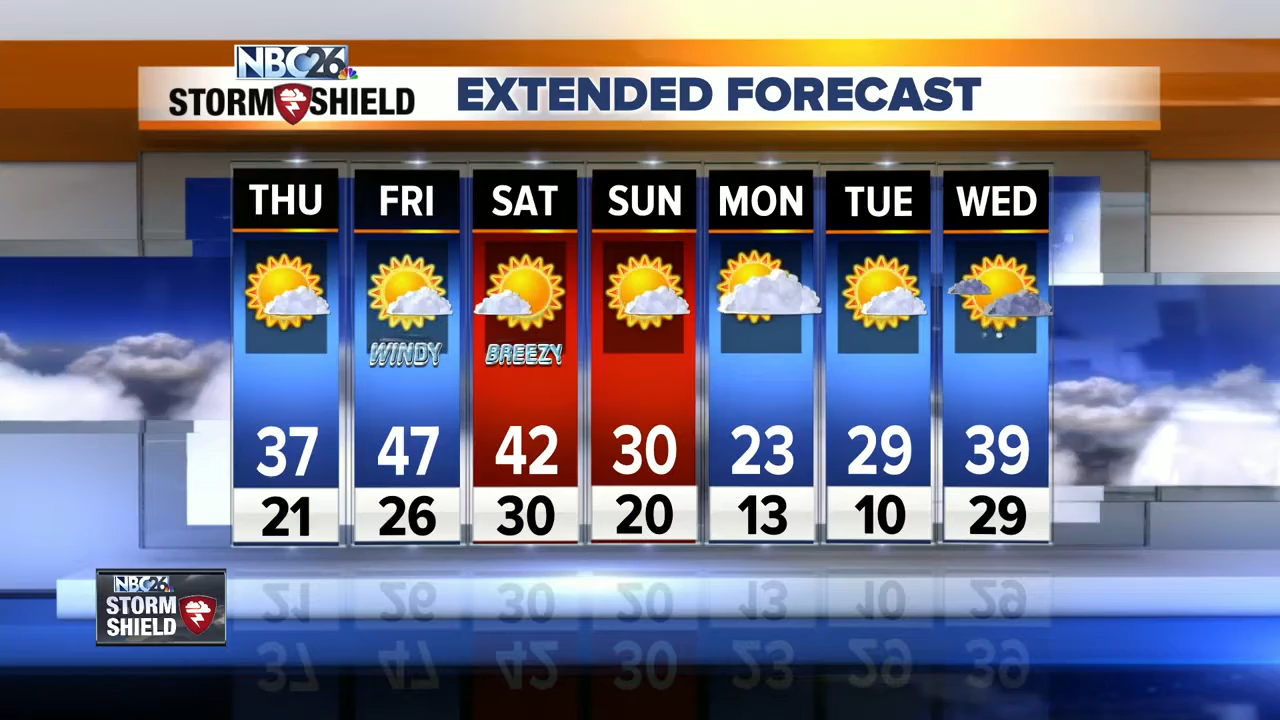 NBC26
STORM SHIELD
EXTENDED FORECAST
THU FRI SAT SUN MON TUE WED
WINDY BREEZY
37 47 42 30 23 29 39
21 26 30 20 13 10 29
NBC26
STORM
SHIELD